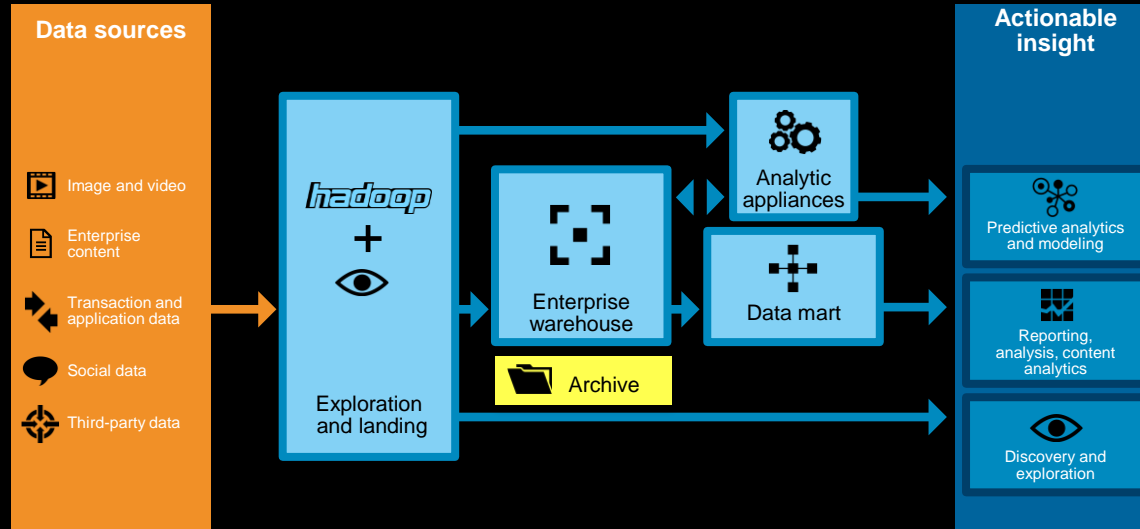 Data sources
Image and video
Enterprise
content
Transaction and
application data
Social data
Third-party data
hadoop
+
Exploration
and landing
Enterprise
warehouse
Archive
Analytic
appliances
Data mart
Actionable
insight
Predictive analytics
and modeling
Reporting,
analysis, content
analytics
Discovery and
exploration